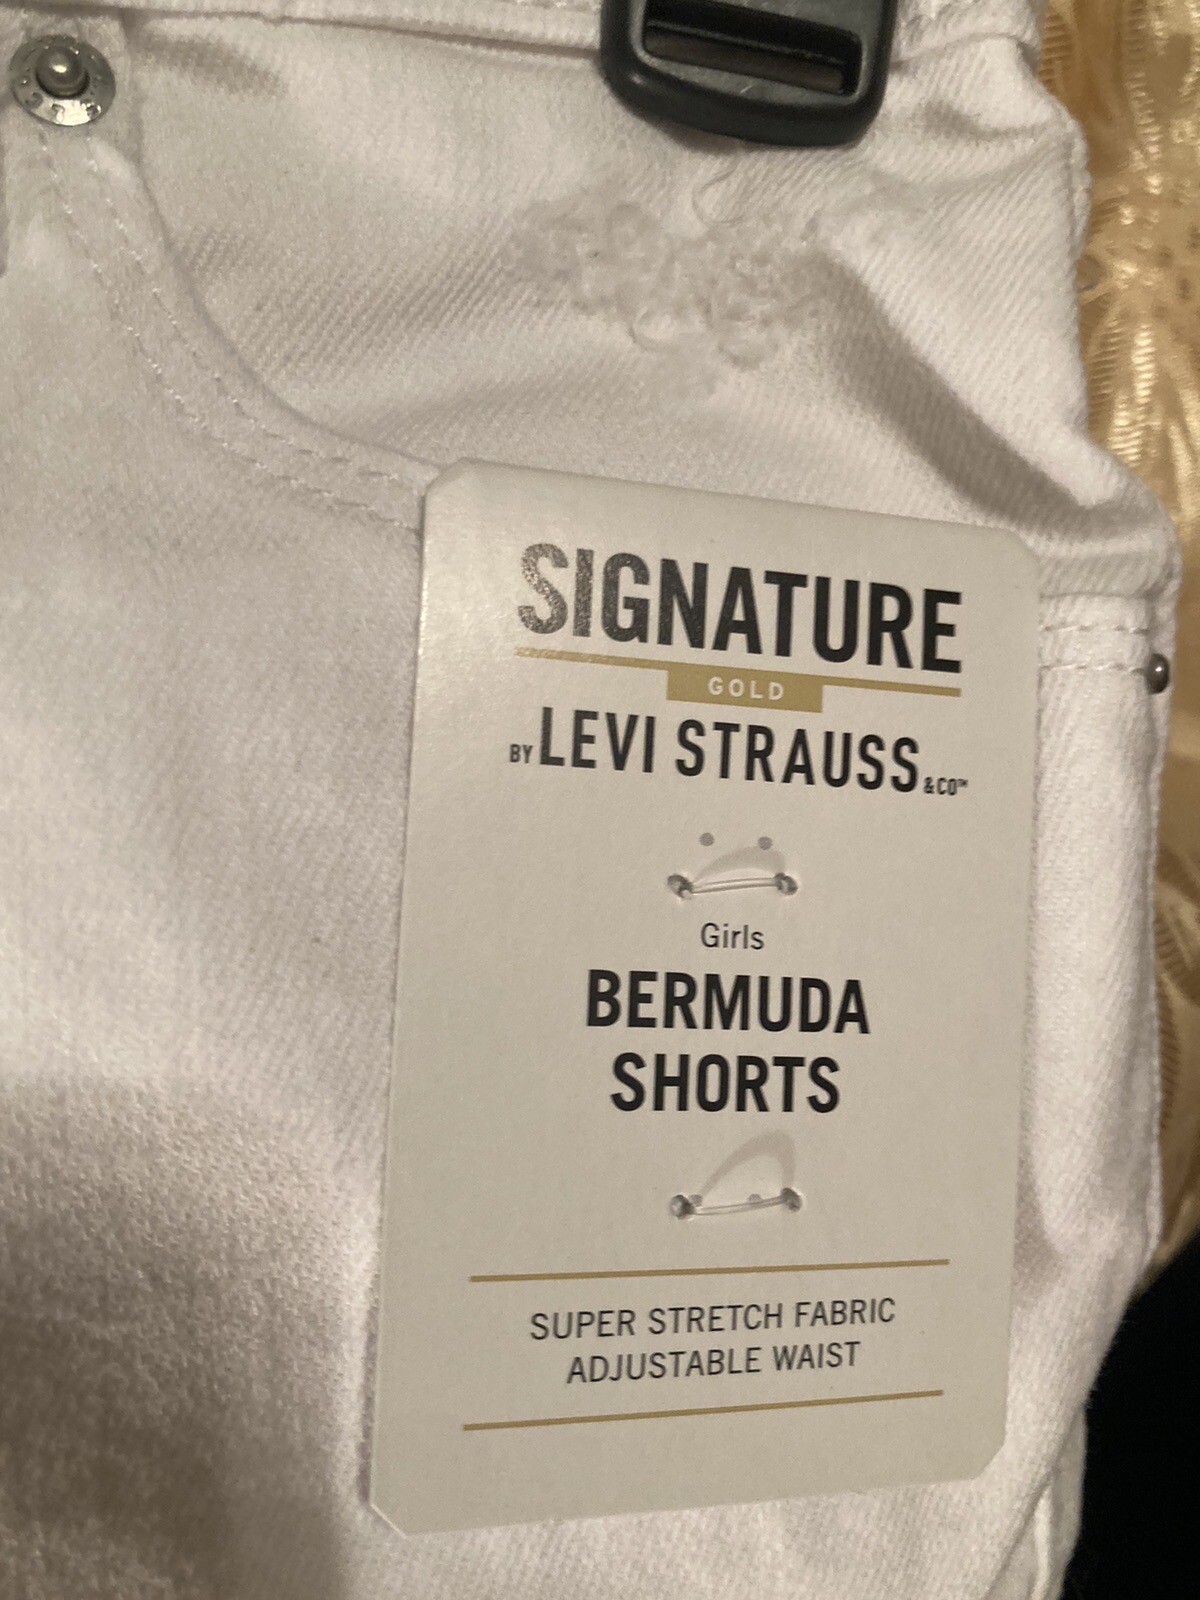 SIGNATURE
GOLD
BY LEVI STRAUSS & CO™
Girls
BERMUDA
SHORTS
SUPER STRETCH FABRIC
ADJUSTABLE WAIST